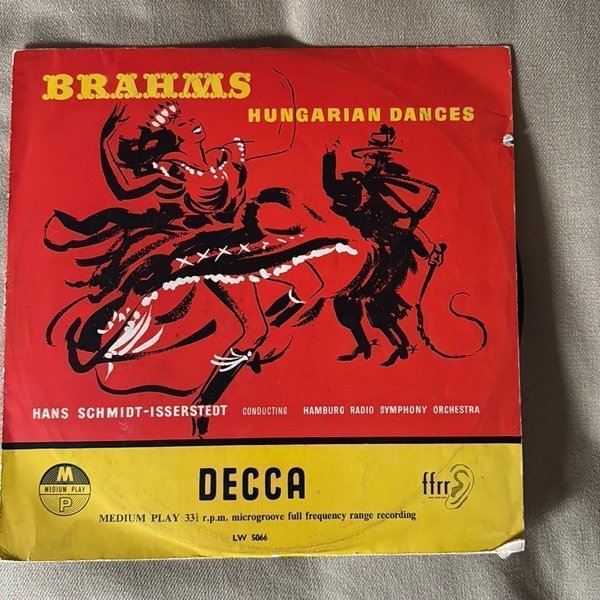 BRAHMS
HUNGARIAN DANCES
HANS SCHMIDT-ISSERSTEDT CONDUCTING HAMBURG RADIO SYMPHONY ORCHESTRA
M
MEDIUM PLAY
P
DECCA
ffrr
MEDIUM PLAY 33⅓ r.p.m. microgroove full frequency range recording
LW 5066